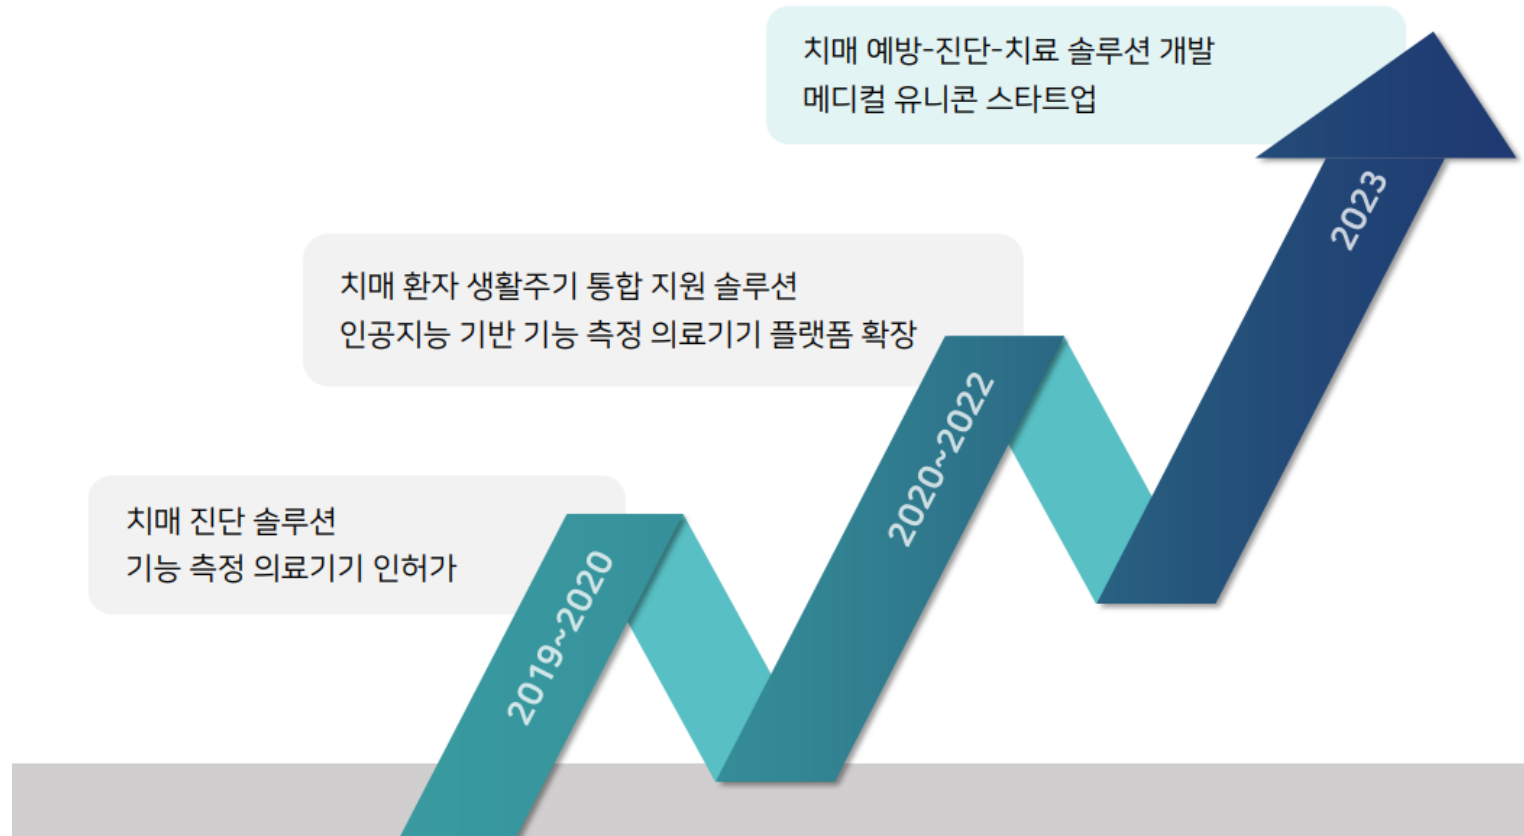 치매 예방-진단-치료 솔루션 개발
메디컬 유니콘 스타트업
2023
치매 환자 생활주기 통합 지원 솔루션
인공지능 기반 기능 측정 의료기기 플랫폼 확장
2020~2022
치매 진단 솔루션
기능 측정 의료기기 인허가
2019~2020